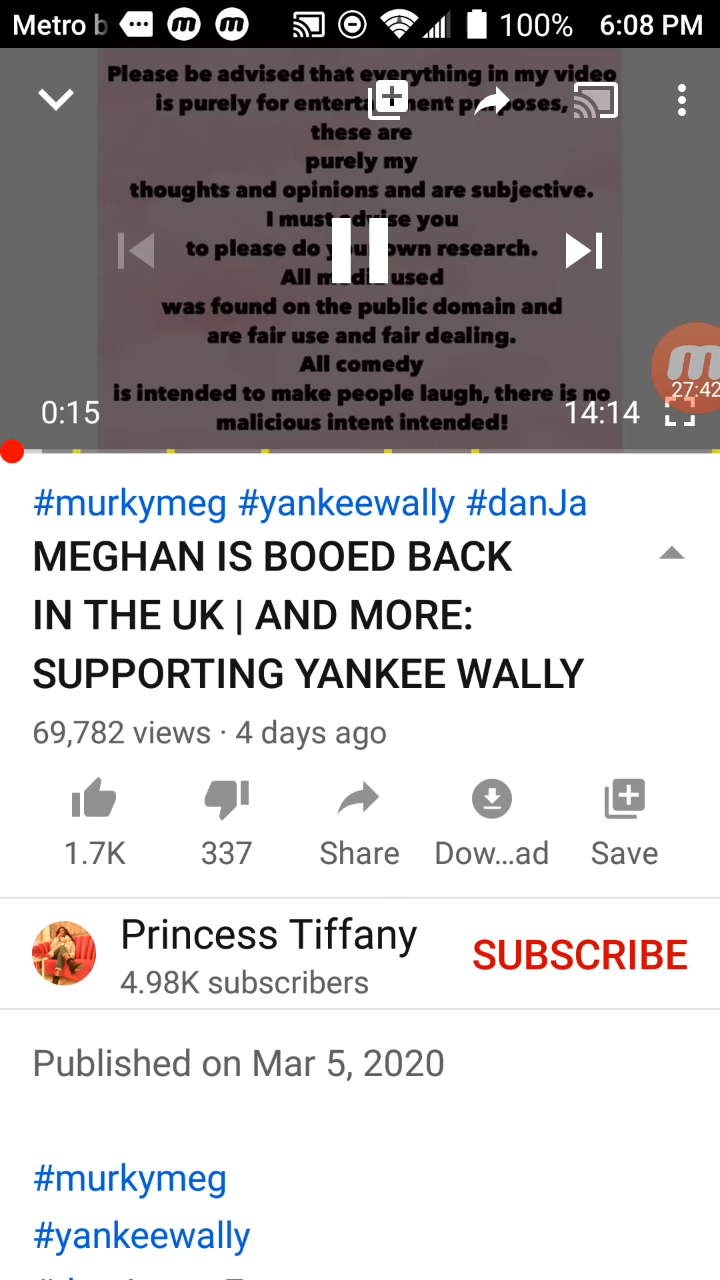 Metro b 100% 6:08 PM
Please be advised that everything in my video
is purely for entertainment purposes,
these are
purely my
thoughts and opinions and are subjective.
I must advise you
to please do your own research.
All media used
was found on the public domain and
are fair use and fair dealing.
All comedy
is intended to make people laugh, there is no
malicious intent intended!
27:42
0:15 14:14
#murkymeg #yankeewally #danJa
MEGHAN IS BOOED BACK
IN THE UK | AND MORE:
SUPPORTING YANKEE WALLY
69,782 views · 4 days ago
1.7K 337 Share Dow...ad Save
Princess Tiffany
4.98K subscribers
SUBSCRIBE
Published on Mar 5, 2020
#murkymeg
#yankeewally